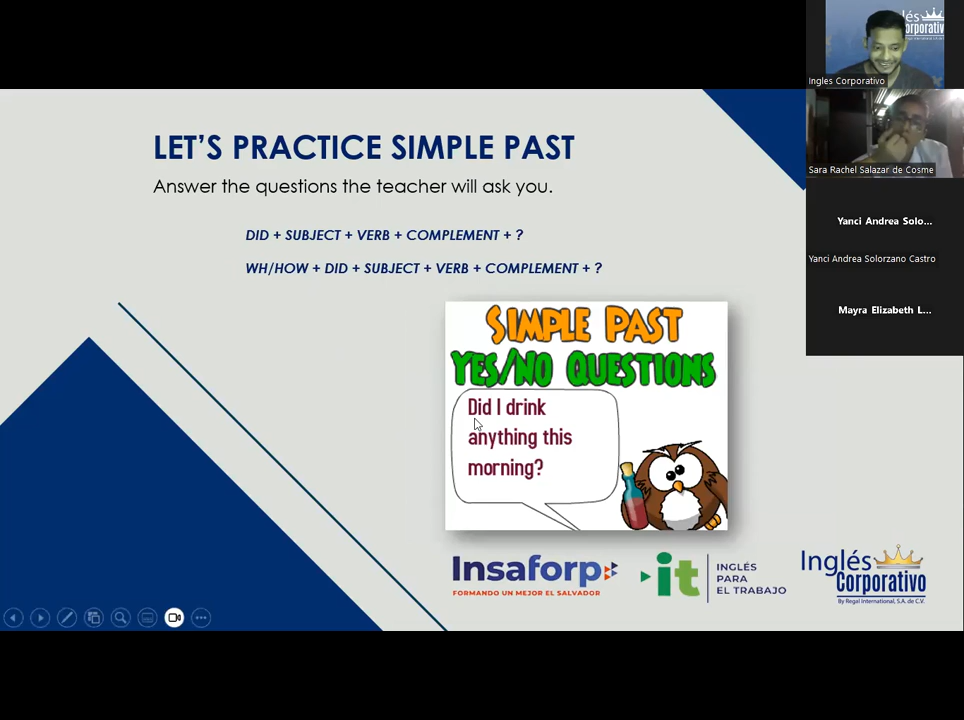 LET'S PRACTICE SIMPLE PAST
Answer the questions the teacher will ask you.
DID + SUBJECT + VERB + COMPLEMENT + ?
WH/HOW + DID + SUBJECT + VERB + COMPLEMENT + ?
SIMPLE PAST
YES/NO QUESTIONS
Did I drink
anything this
morning?
Insaforp
FORMANDO UN MEJOR EL SALVADOR
it
INGLÉS
PARA
EL TRABAJO
Inglés
Corporativo
By Regal International, S.A. de C.V.
lés
orporativ
Ingles Corporativo
Sara Rachel Salazar de Cosme
Yanci Andrea Solo...
Yanci Andrea Solorzano Castro
Mayra Elizabeth L...